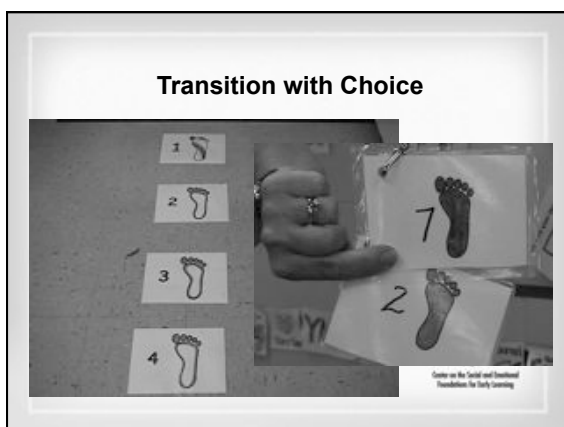 Transition with Choice
1
2
3
4
7
2
Center on the Social and Emotional
Foundations for Early Learning